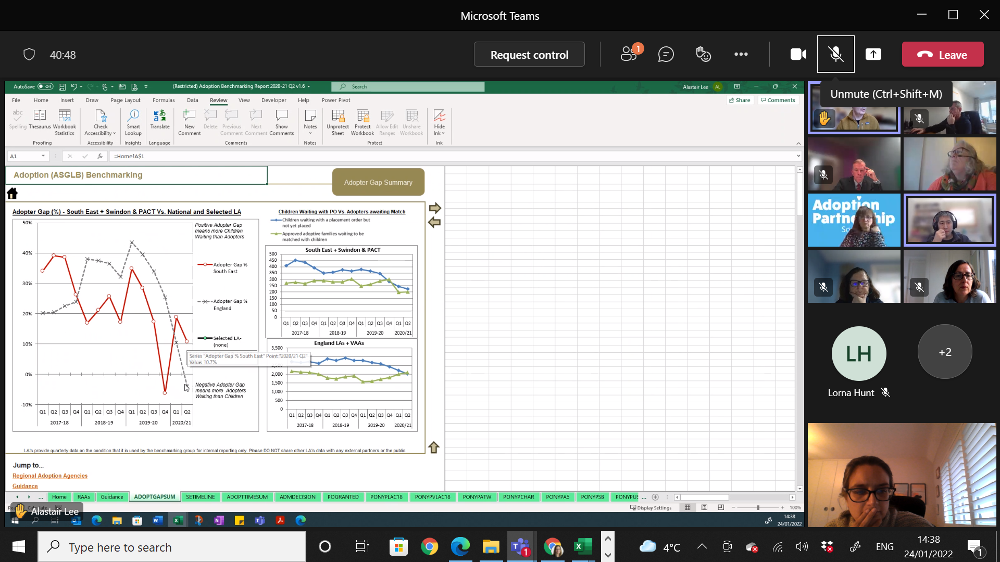 Microsoft Teams
40:48
Request control
1
Leave
Unmute (Ctrl+Shift+M)
AutoSave Off
(Restricted) Adoption Benchmarking Report 2020-21 Q2 v1.6
Search
Alastair Lee AL
File Home Insert Draw Page Layout Formulas Data Review View Developer Help Power Pivot
Share Comments
Spelling Thesaurus Workbook Statistics
Check Accessibility
Smart Lookup
Translate
New Comment Delete Previous Comment Next Comment Show Comments
Notes
Unprotect Sheet Protect Workbook Allow Edit Ranges Unshare Workbook
Hide Ink
Proofing Accessibility Insights Language Comments Notes Protect Ink
A1 fx =Home!A$1
Adoption (ASGLB) Benchmarking
Adopter Gap Summary
Adopter Gap (%) - South East + Swindon & PACT Vs. National and Selected LA
50%
40%
30%
20%
10%
0%
-10%
Q1 Q2 Q3 Q4 Q1 Q2 Q3 Q4 Q1 Q2 Q3 Q4 Q1 Q2
2017-18 2018-19 2019-20 2020/21
Positive Adopter Gap
means more Children
Waiting than Adopters
Adopter Gap %
South East
Adopter Gap %
England
Selected LA-
(none)
Negative Adopter Gap
means more Adopters
Waiting than Children
Series "Adopter Gap % South East" Point "2020/21 Q2"
Value: 10.7%
Children Waiting with PO Vs. Adopters awaiting Match
Children waiting with a placement order but
not yet placed
Approved adoptive families waiting to be
matched with children
South East + Swindon & PACT
500
450
400
350
300
250
200
150
100
50
0
Q1 Q2 Q3 Q4 Q1 Q2 Q3 Q4 Q1 Q2 Q3 Q4 Q1 Q2
2017-18 2018-19 2019-20 2020/21
England LAs + VAAs
3,500
2,000
1,500
1,000
500
0
Q1 Q2 Q3 Q4 Q1 Q2 Q3 Q4 Q1 Q2 Q3 Q4 Q1 Q2
2017-18 2018-19 2019-20 2020/21
LA's provide quarterly data on the condition that it is used by the benchmarking group for internal reporting only. Please DO NOT share other LA's data with any external partners or the public.
Jump to...
Regional Adoption Agencies
Guidance
... Home RAAs Guidance ADOPTGAPSUM SETIMELINE ADOPTTIMESUM ADMDECISION POGRANTED PONYPLAC18 PONYVLAC18 PONYPATW PONYPCHAR PONYPA5 PONYPSB PONYPUS ...
Display Settings 100%
Alastair Lee
14:38
24/01/2022
Adoption
Partnership
LH
Lorna Hunt
+2
Type here to search
1
4°C
ENG
14:38
24/01/2022
1